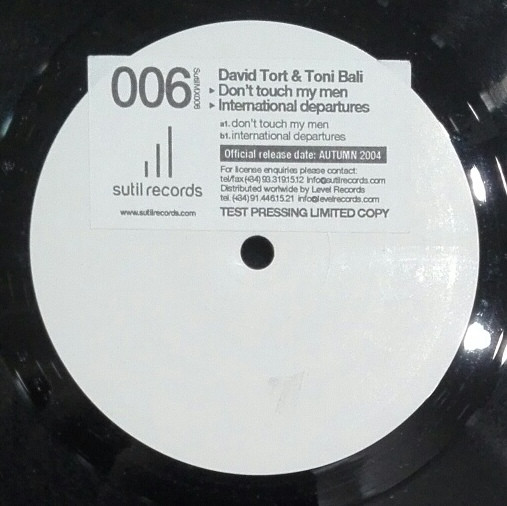 006
SutilMX006
David Tort & Toni Bali
Don't touch my men
International departures
a1. don't touch my men
b1. international departures
Official release date: AUTUMN 2004
For license enquiries please contact:
tel/fax (+34) 93.319.15.12 info@sutilrecords.com
Distributed worlwide by Level Records
tel. (+34) 91.446.15.21 info@levelrecords.com
TEST PRESSING LIMITED COPY
sutil records
www.sutilrecords.com